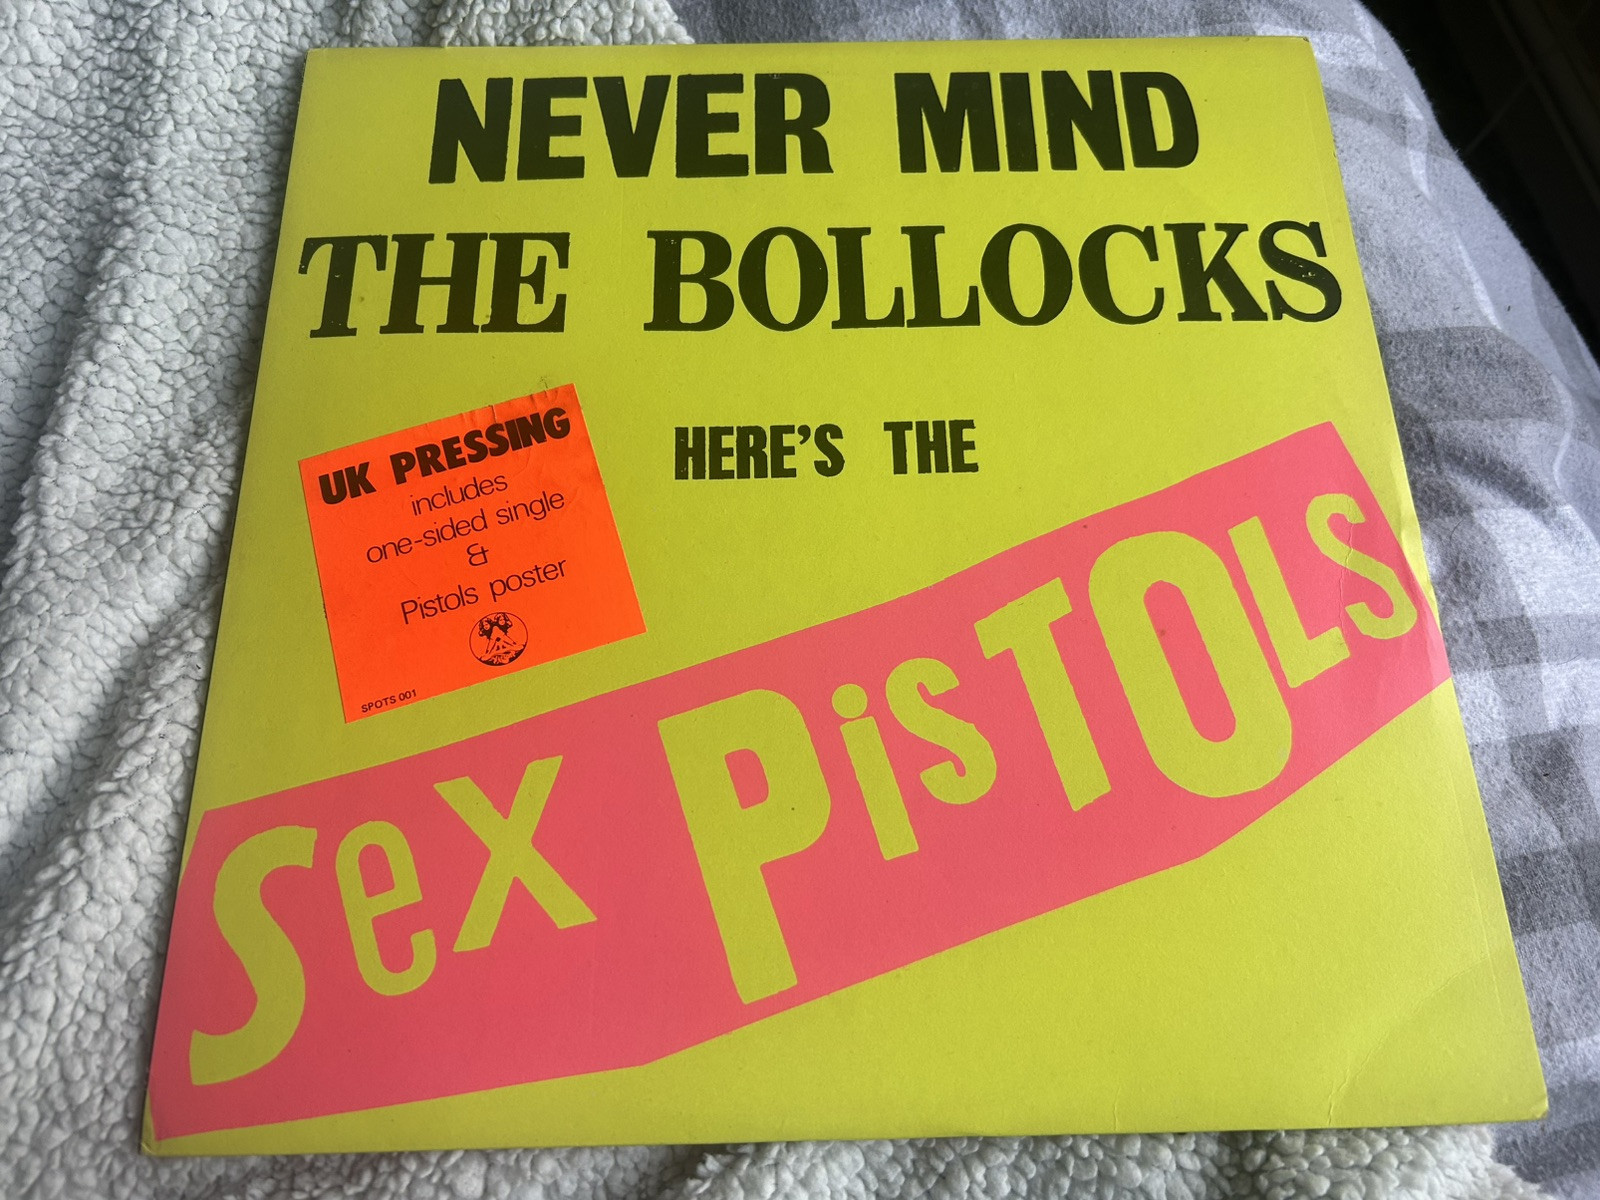 NEVER MIND
THE BOLLOCKS
HERE'S THE
SEX PiSTOLS
UK PRESSING
includes
one-sided single
&
Pistols poster
SPOTS 001